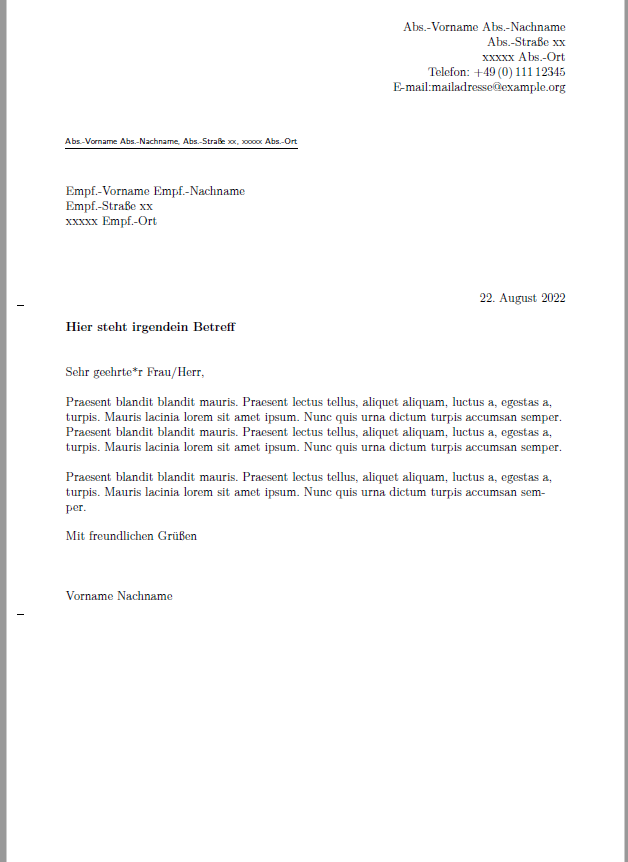 Abs.-Vorname Abs.-Nachname
Abs.-Straße xx
xxxxx Abs.-Ort
Telefon: +49 (0) 111 12345
E-mail:mailadresse@example.org
Abs.-Vorname Abs.-Nachname, Abs.-Straße xx, xxxxx Abs.-Ort
Empf.-Vorname Empf.-Nachname
Empf.-Straße xx
xxxxx Empf.-Ort
22. August 2022
Hier steht irgendein Betreff
Sehr geehrte*r Frau/Herr,
Praesent blandit blandit mauris. Praesent lectus tellus, aliquet aliquam, luctus a, egestas a,
turpis. Mauris lacinia lorem sit amet ipsum. Nunc quis urna dictum turpis accumsan semper.
Praesent blandit blandit mauris. Praesent lectus tellus, aliquet aliquam, luctus a, egestas a,
turpis. Mauris lacinia lorem sit amet ipsum. Nunc quis urna dictum turpis accumsan semper.
Praesent blandit blandit mauris. Praesent lectus tellus, aliquet aliquam, luctus a, egestas a,
turpis. Mauris lacinia lorem sit amet ipsum. Nunc quis urna dictum turpis accumsan sem-
per.
Mit freundlichen Grüßen
Vorname Nachname